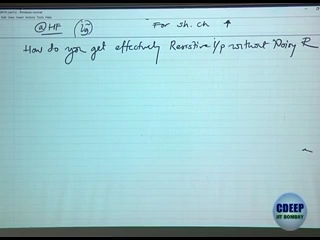 @ HF For sh. ch ↑
How do you get effectively Resistive i/p without Noisy R
CDEEP
IIT BOMBAY